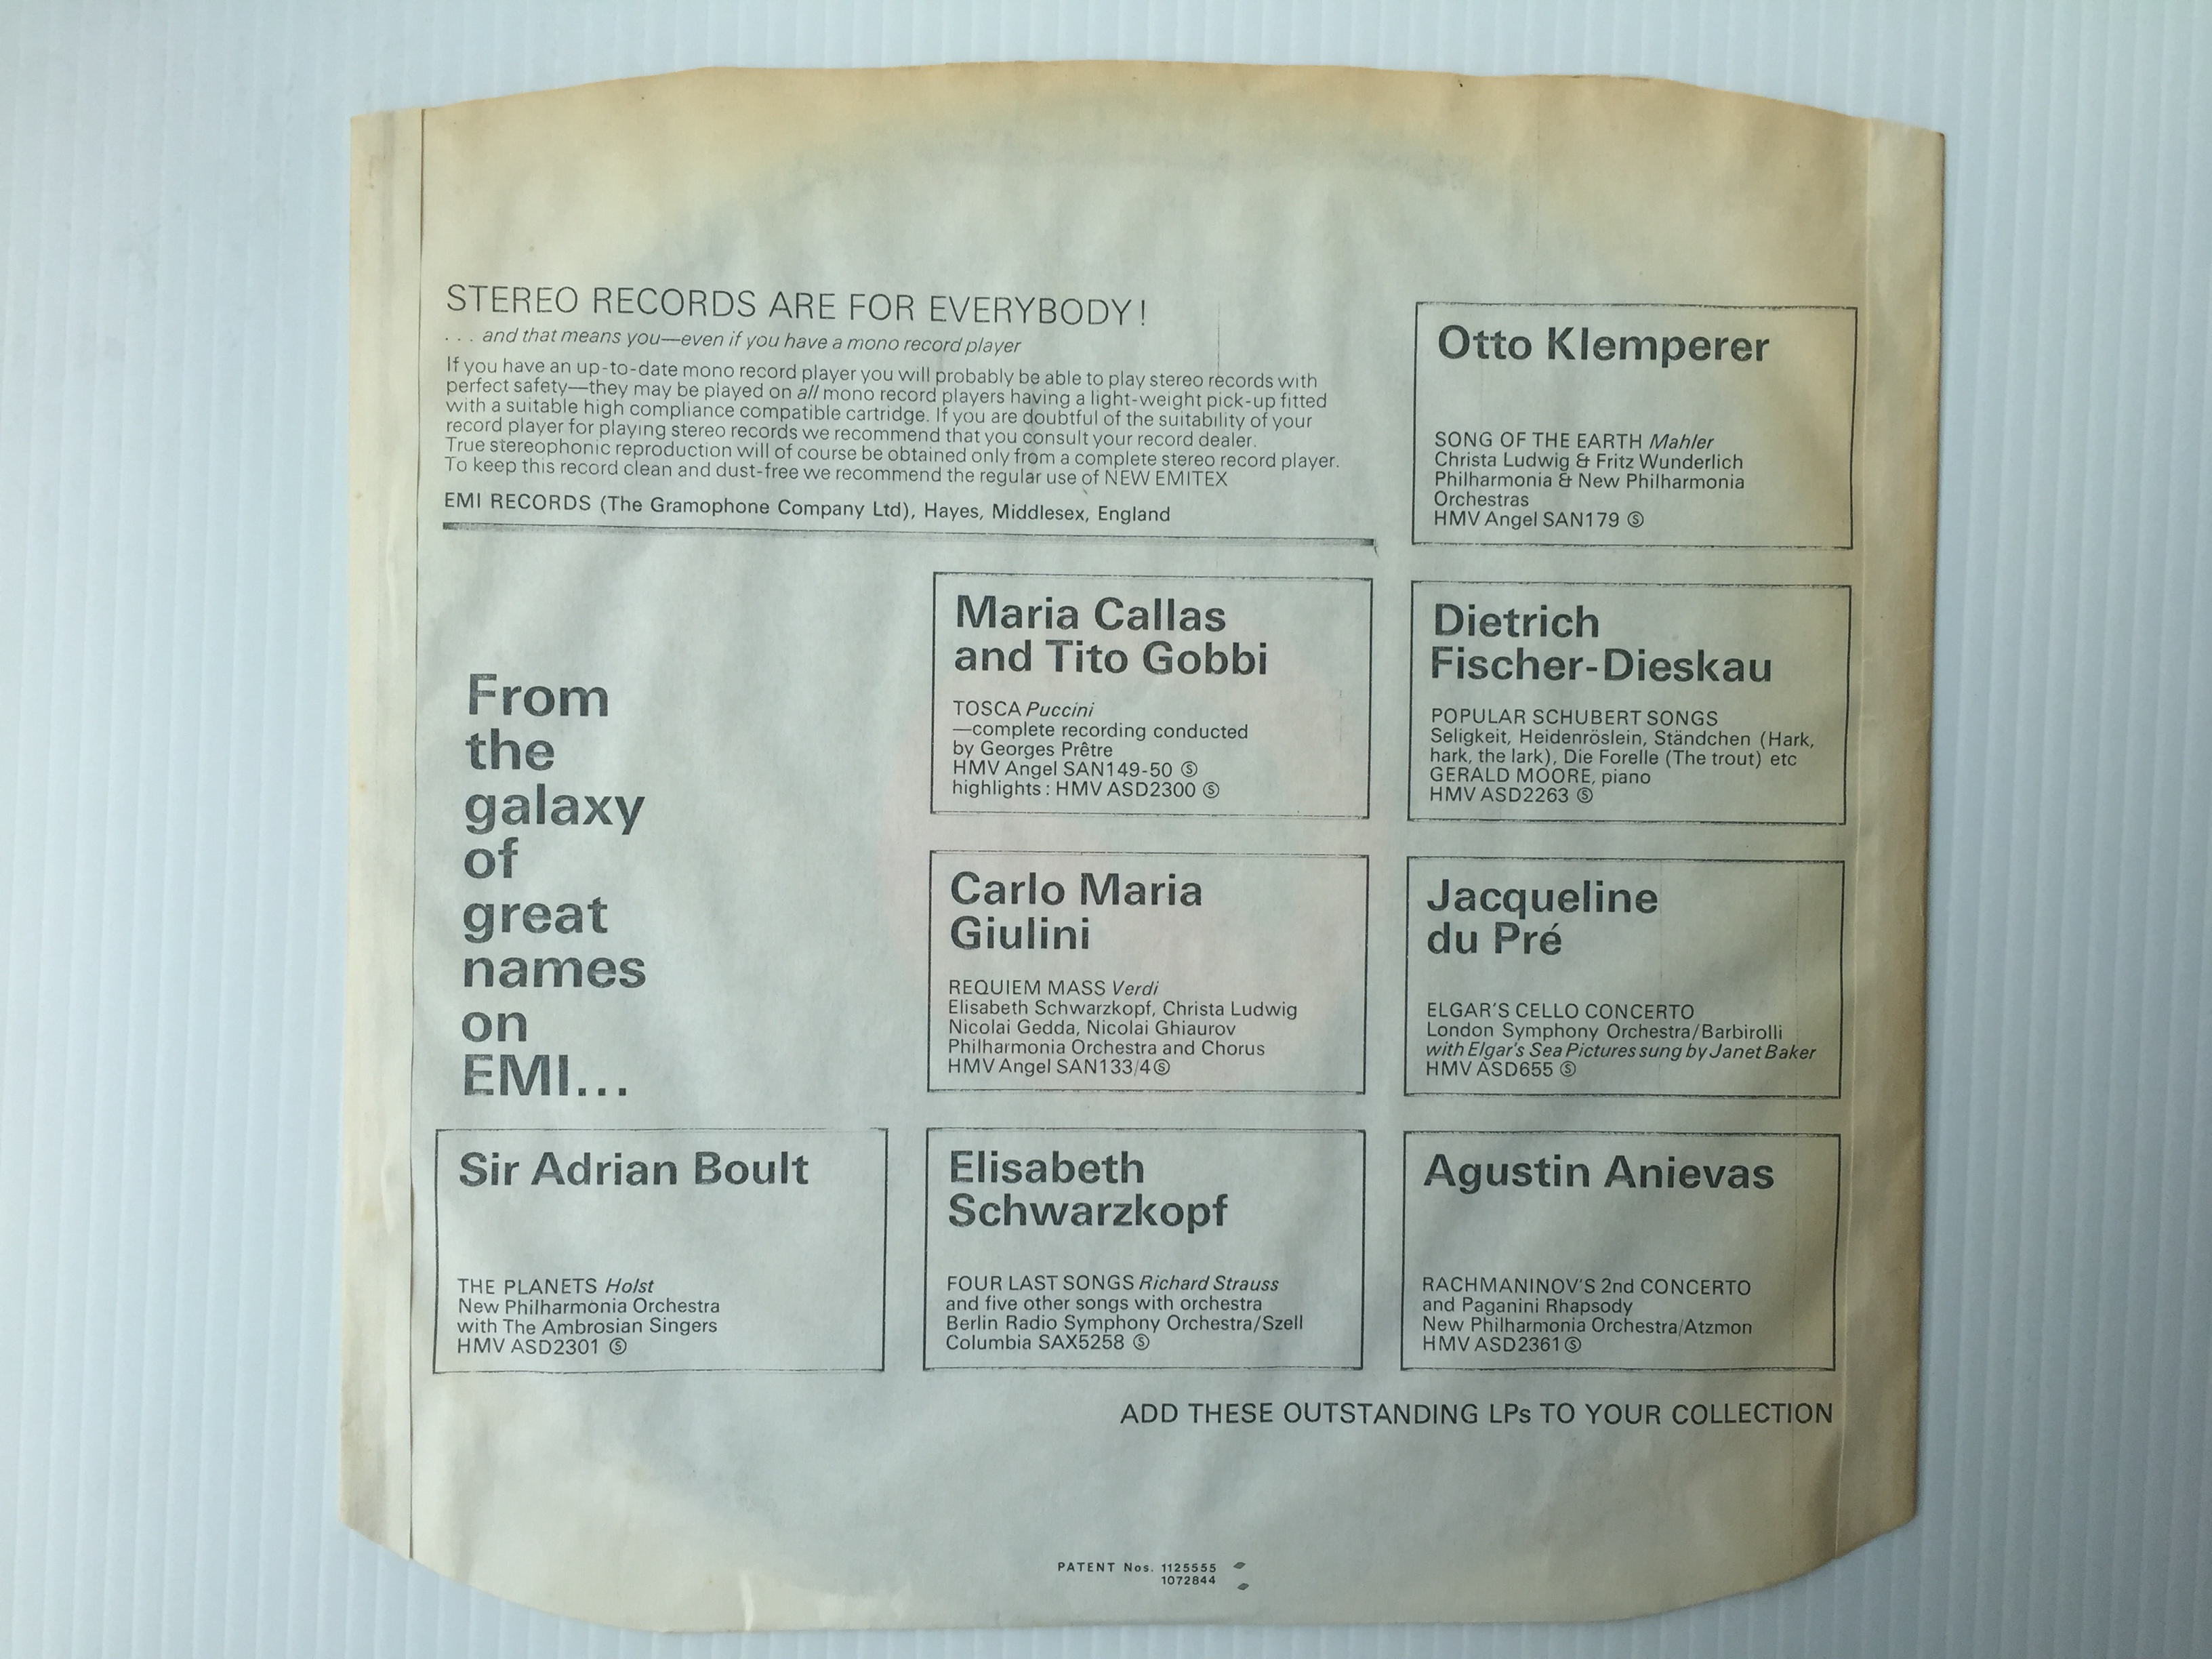 STEREO RECORDS ARE FOR EVERYBODY!
. . . and that means you—even if you have a mono record player
If you have an up-to-date mono record player you will probably be able to play stereo records with
perfect safety—they may be played on all mono record players having a light-weight pick-up fitted
with a suitable high compliance compatible cartridge. If you are doubtful of the suitability of your
record player for playing stereo records we recommend that you consult your record dealer.
True stereophonic reproduction will of course be obtained only from a complete stereo record player.
To keep this record clean and dust-free we recommend the regular use of NEW EMITEX
EMI RECORDS (The Gramophone Company Ltd), Hayes, Middlesex, England
Otto Klemperer
SONG OF THE EARTH Mahler
Christa Ludwig & Fritz Wunderlich
Philharmonia & New Philharmonia
Orchestras
HMV Angel SAN179 Ⓢ
From
the
galaxy
of
great
names
on
EMI...
Maria Callas
and Tito Gobbi
TOSCA Puccini
—complete recording conducted
by Georges Prêtre
HMV Angel SAN149-50 Ⓢ
highlights: HMV ASD2300 Ⓢ
Dietrich
Fischer-Dieskau
POPULAR SCHUBERT SONGS
Seligkeit, Heidenröslein, Ständchen (Hark,
hark, the lark), Die Forelle (The trout) etc
GERALD MOORE, piano
HMV ASD2263 Ⓢ
Carlo Maria
Giulini
REQUIEM MASS Verdi
Elisabeth Schwarzkopf, Christa Ludwig
Nicolai Gedda, Nicolai Ghiaurov
Philharmonia Orchestra and Chorus
HMV Angel SAN133/4 Ⓢ
Jacqueline
du Pré
ELGAR'S CELLO CONCERTO
London Symphony Orchestra/Barbirolli
with Elgar's Sea Pictures sung by Janet Baker
HMV ASD655 Ⓢ
Sir Adrian Boult
THE PLANETS Holst
New Philharmonia Orchestra
with The Ambrosian Singers
HMV ASD2301 Ⓢ
Elisabeth
Schwarzkopf
FOUR LAST SONGS Richard Strauss
and five other songs with orchestra
Berlin Radio Symphony Orchestra/Szell
Columbia SAX5258 Ⓢ
Agustin Anievas
RACHMANINOV'S 2nd CONCERTO
and Paganini Rhapsody
New Philharmonia Orchestra/Atzmon
HMV ASD2361 Ⓢ
ADD THESE OUTSTANDING LPs TO YOUR COLLECTION
PATENT Nos. 1125555
1072844